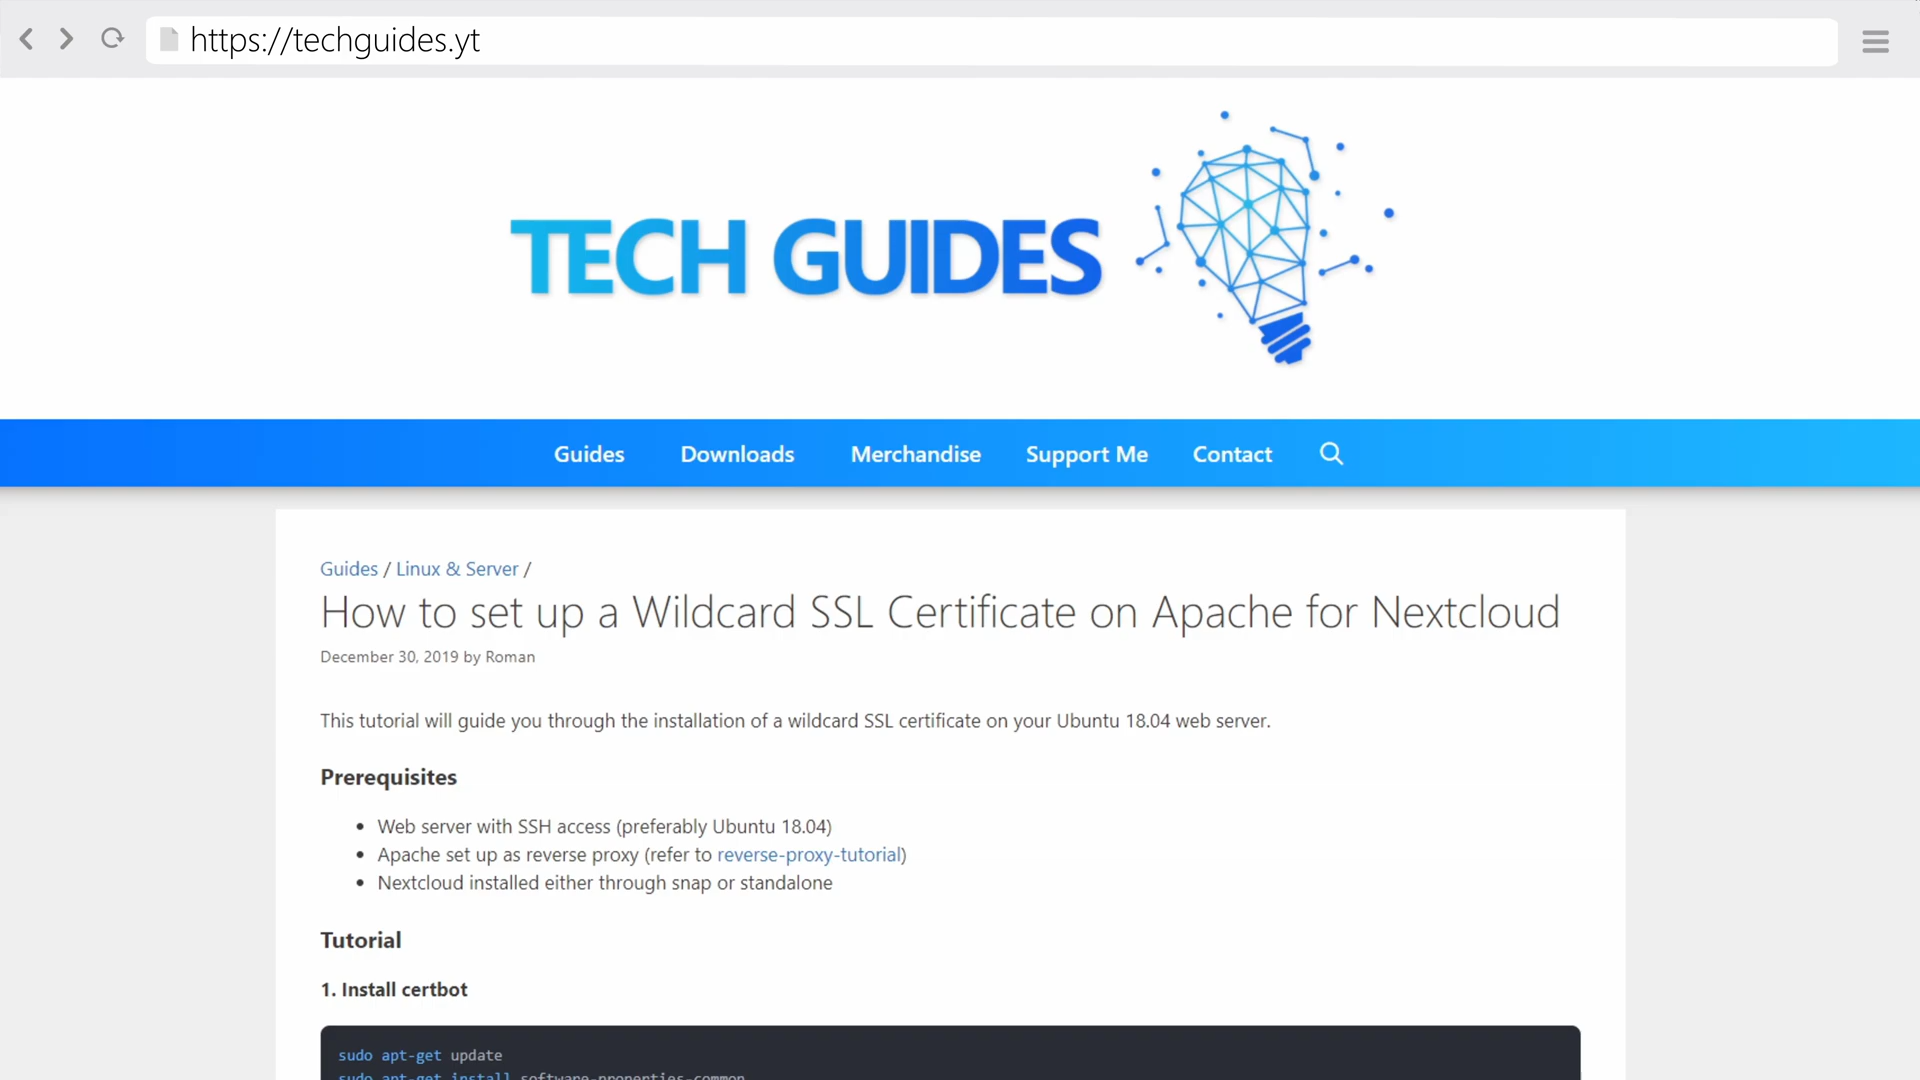 https://techguides.yt
TECH GUIDES
Guides Downloads Merchandise Support Me Contact
Guides / Linux & Server /
How to set up a Wildcard SSL Certificate on Apache for Nextcloud
December 30, 2019 by Roman
This tutorial will guide you through the installation of a wildcard SSL certificate on your Ubuntu 18.04 web server.
Prerequisites
• Web server with SSH access (preferably Ubuntu 18.04)
• Apache set up as reverse proxy (refer to reverse-proxy-tutorial)
• Nextcloud installed either through snap or standalone
Tutorial
1. Install certbot
sudo apt-get update
sudo apt-get install software-properties-common